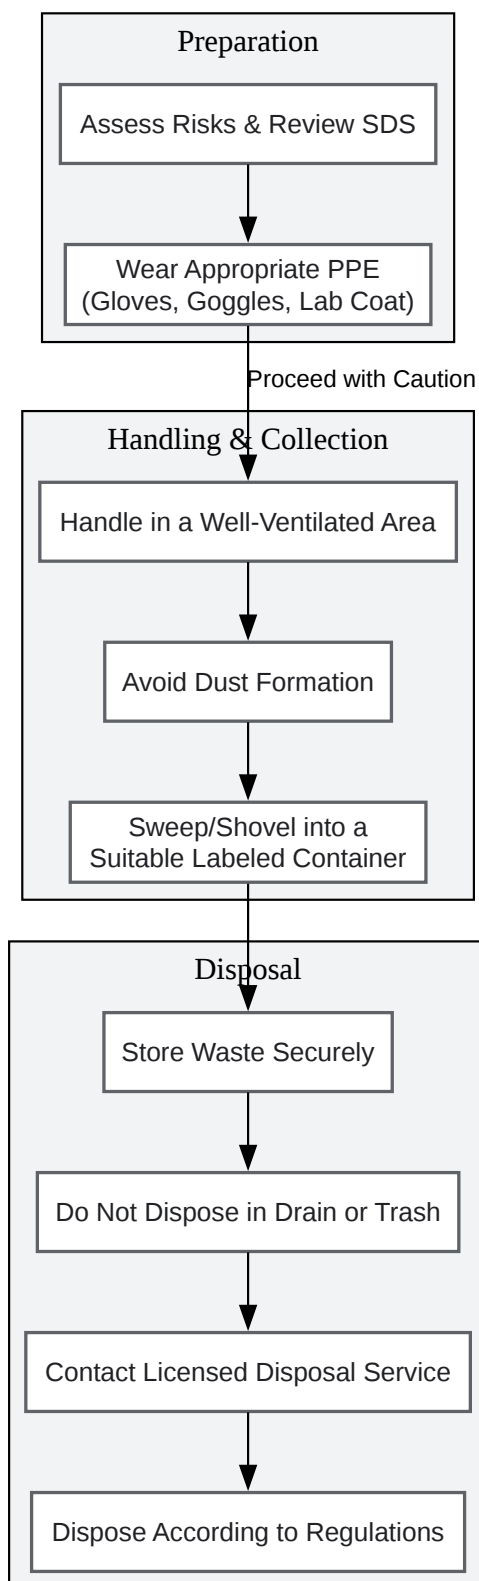 Preparation
Assess Risks & Review SDS
Wear Appropriate PPE
(Gloves, Goggles, Lab Coat)
Proceed with Caution
Handling & Collection
Handle in a Well-Ventilated Area
Avoid Dust Formation
Sweep/Shovel into a
Suitable Labeled Container
Disposal
Store Waste Securely
Do Not Dispose in Drain or Trash
Contact Licensed Disposal Service
Dispose According to Regulations